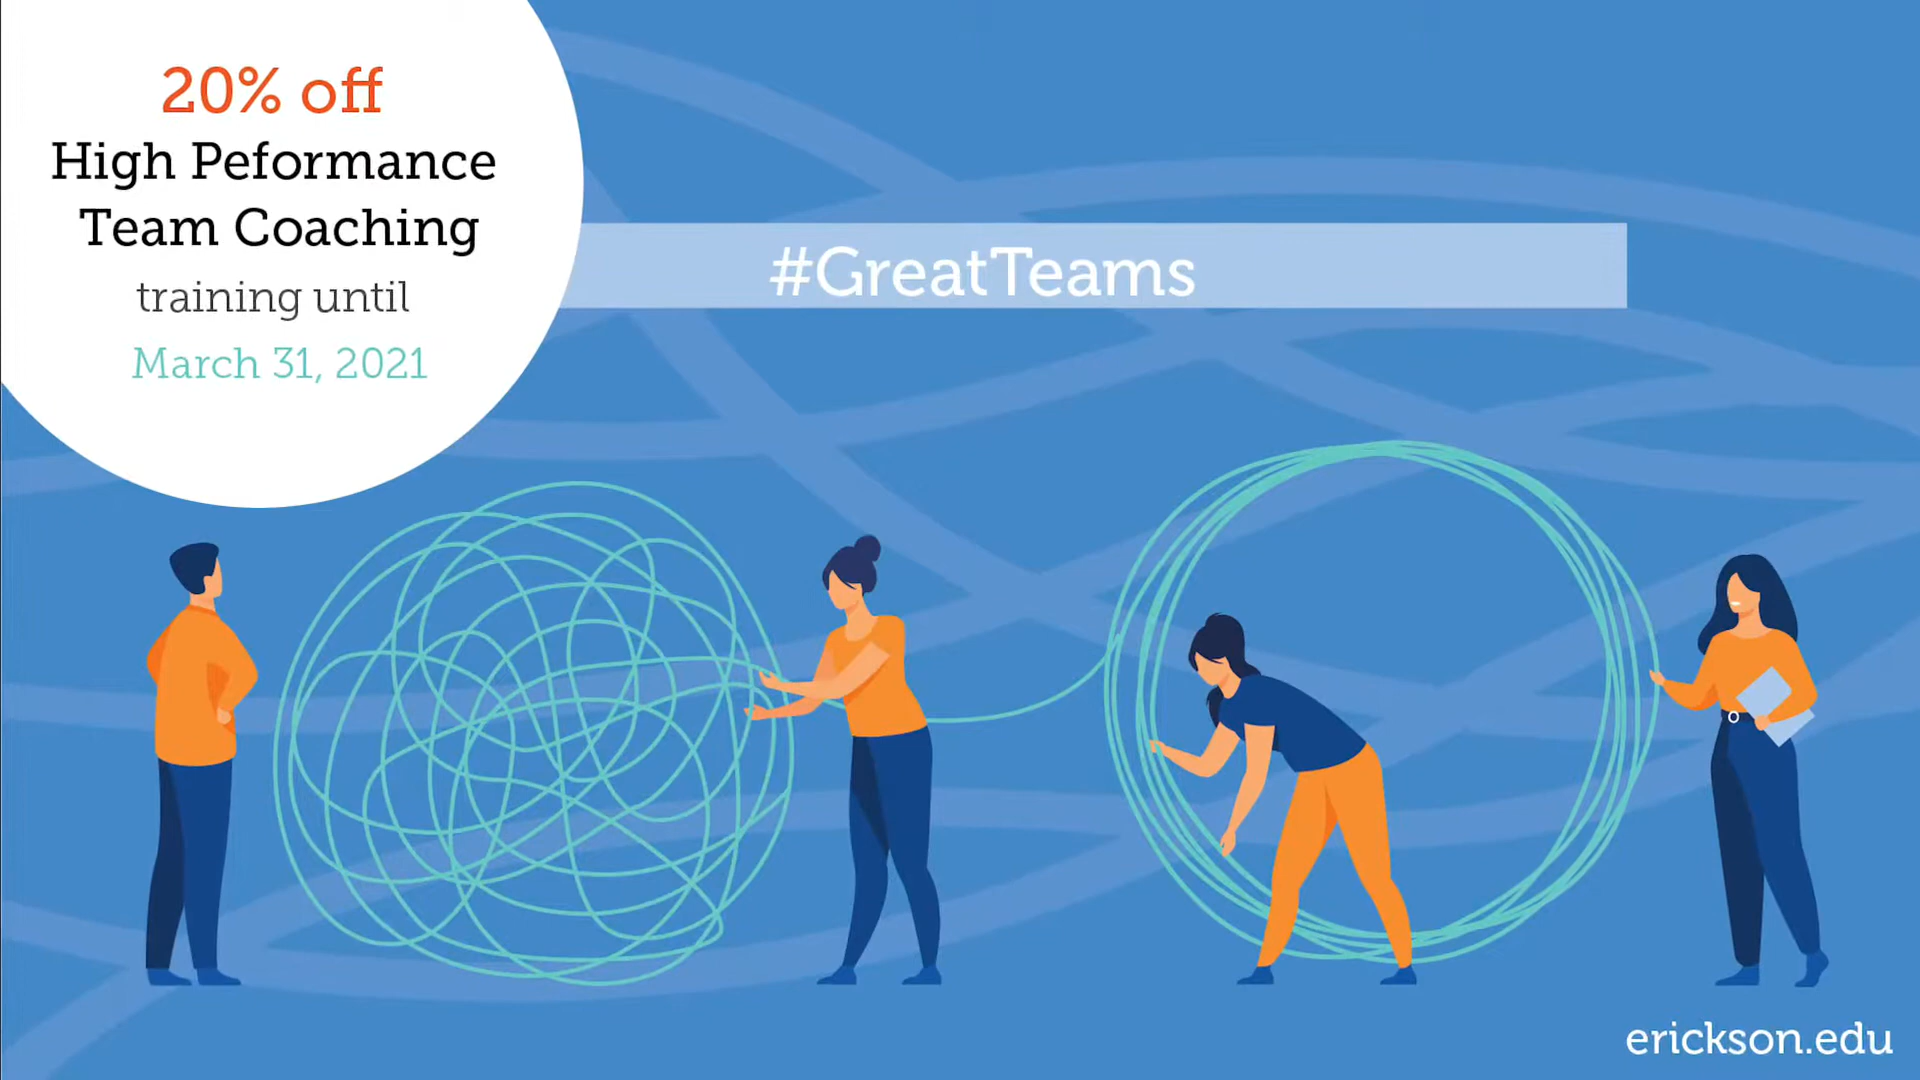 20% off
High Peformance
Team Coaching
training until
March 31, 2021
#GreatTeams
erickson.edu